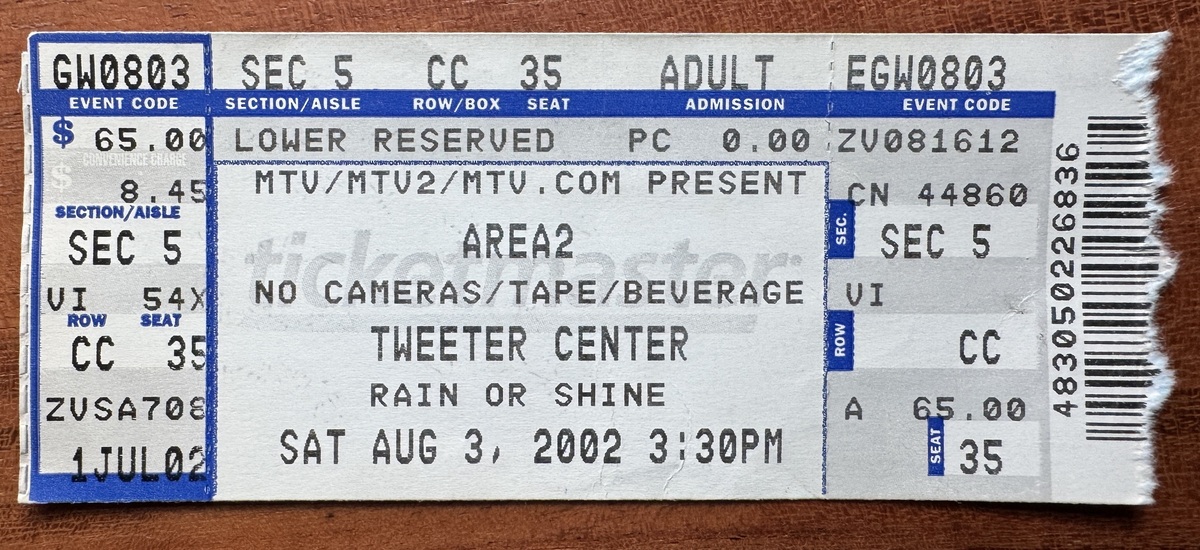 GW0803 SEC 5 CC 35 ADULT EGW0803
EVENT CODE SECTION/AISLE ROW/BOX SEAT ADMISSION EVENT CODE
$ 65.00 LOWER RESERVED PC 0.00 ZV081612
CONVENIENCE CHARGE
$ 8.45 MTV/MTV2/MTV.COM PRESENT CN 44860
SECTION/AISLE
SEC 5 AREA2 SEC. SEC 5
ticketmaster
VI 54X NO CAMERAS/TAPE/BEVERAGE VI
ROW SEAT
CC 35 TWEETER CENTER ROW CC
ZVSA708 RAIN OR SHINE A 65.00
1JUL02 SAT AUG 3, 2002 3:30PM SEAT 35
483050226836